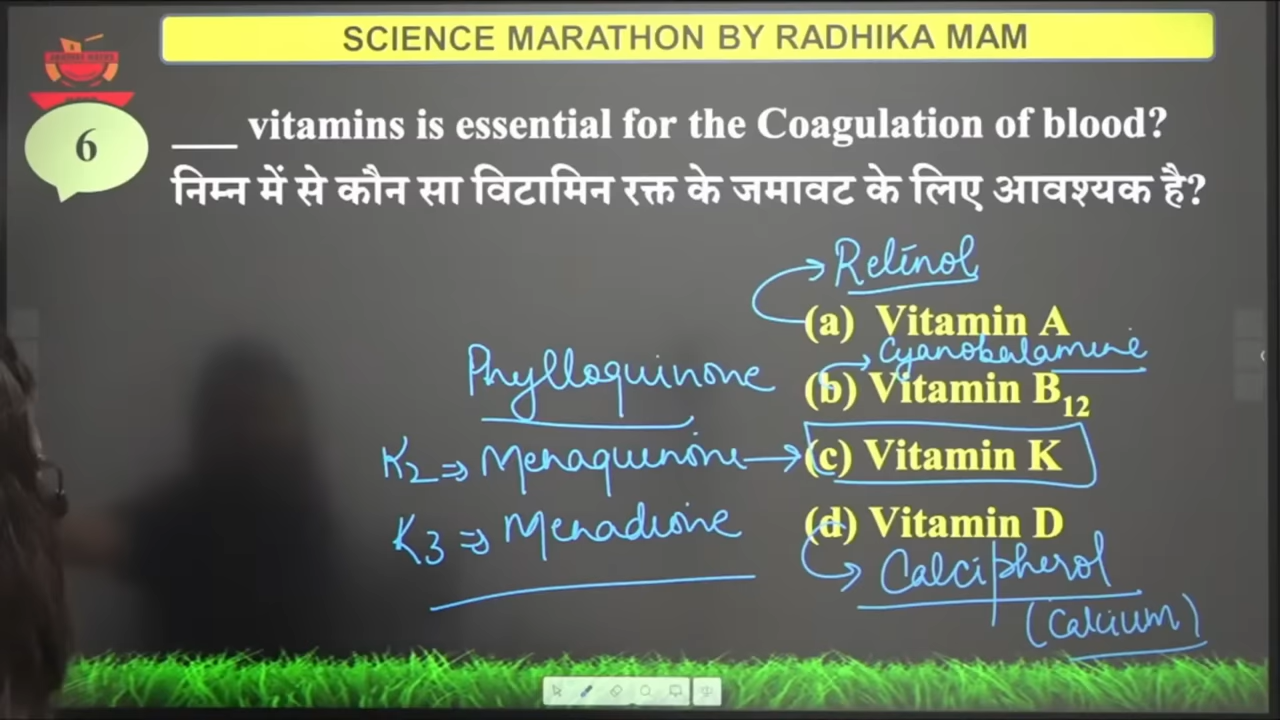 SCIENCE MARATHON BY RADHIKA MAM
6
___ vitamins is essential for the Coagulation of blood?
निम्न में से कौन सा विटामिन रक्त के जमावट के लिए आवश्यक है?
Retinol
(a) Vitamin A
Cyanobalamine
Phylloquinone
(b) Vitamin B12
K2 ⇒ Menaquinone → (c) Vitamin K
K3 ⇒ Menadione
(d) Vitamin D
Calcipherol
(Calcium)